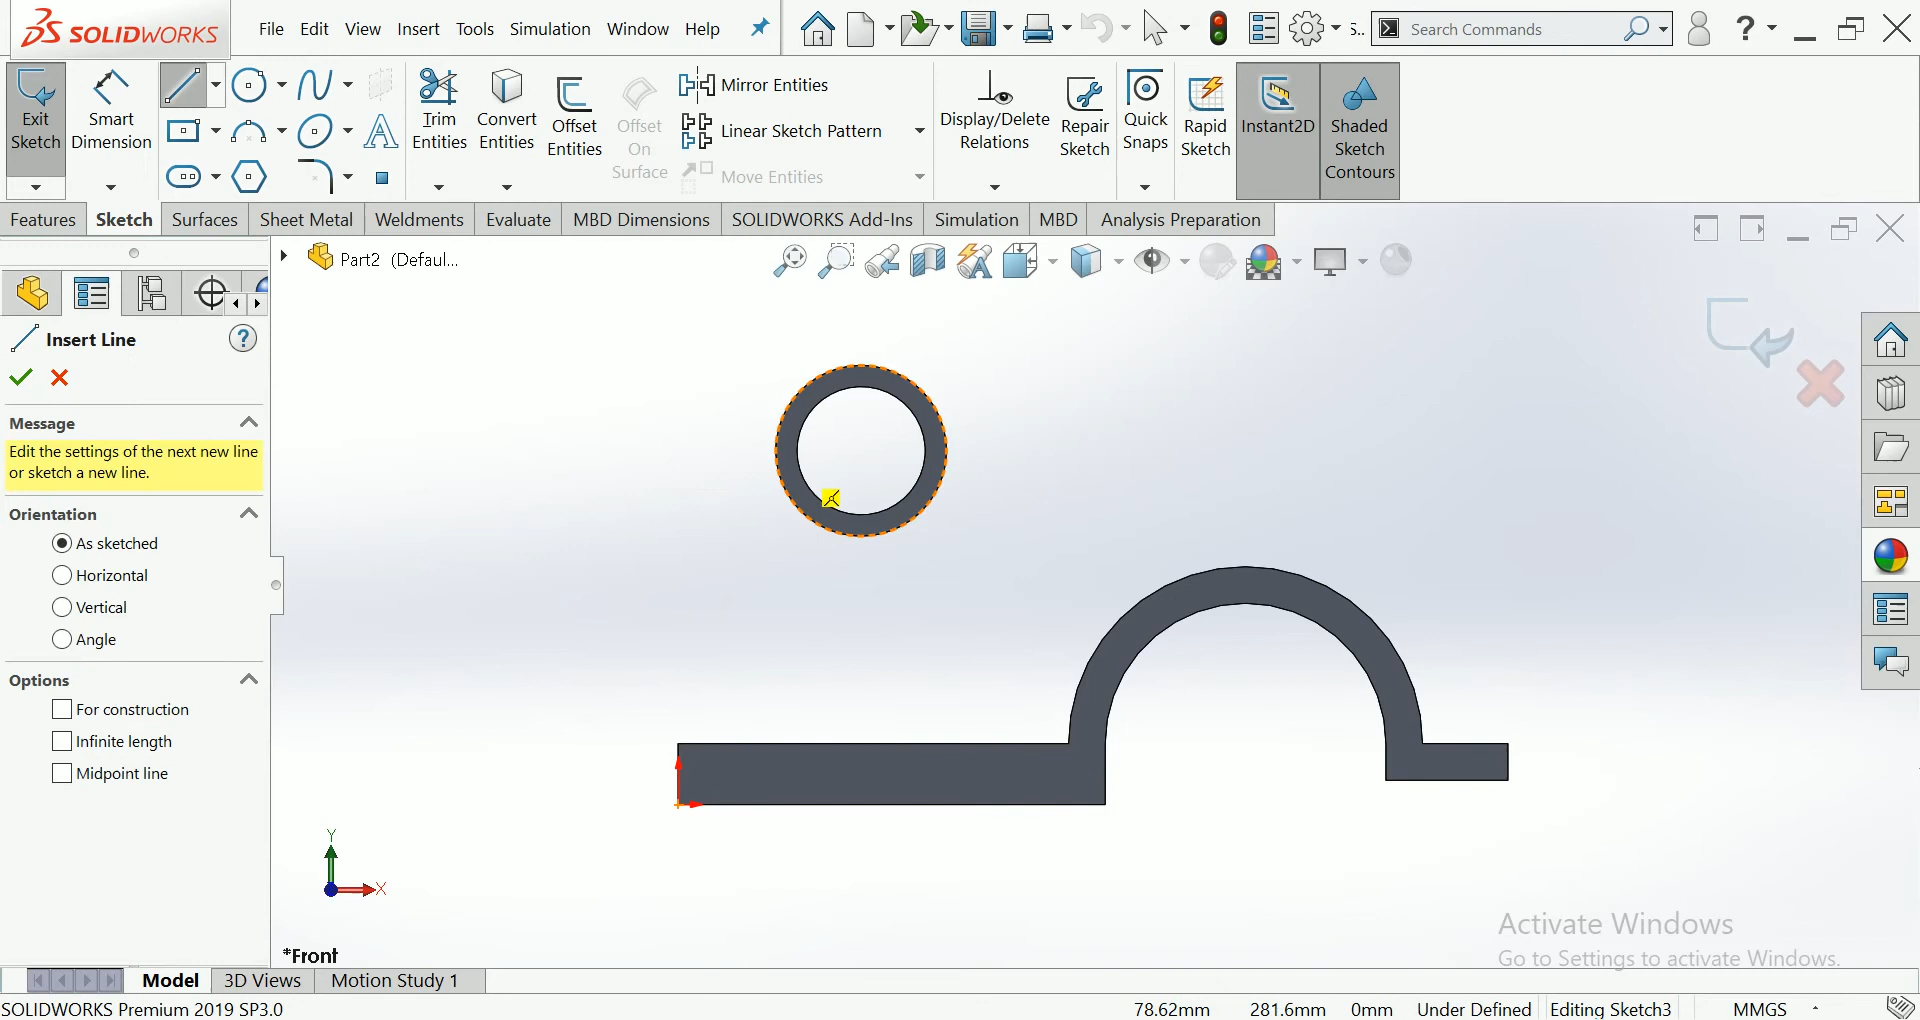 SOLIDWORKS
File Edit View Insert Tools Simulation Window Help
S..
Search Commands
Exit Sketch
Smart Dimension
Trim Entities
Convert Entities
Offset Entities
Offset On Surface
Mirror Entities
Linear Sketch Pattern
Move Entities
Display/Delete Relations
Repair Sketch
Quick Snaps
Rapid Sketch
Instant2D
Shaded Sketch Contours
Features Sketch Surfaces Sheet Metal Weldments Evaluate MBD Dimensions SOLIDWORKS Add-Ins Simulation MBD Analysis Preparation
Part2 (Defaul...
Insert Line
Message
Edit the settings of the next new line
or sketch a new line.
Orientation
As sketched
Horizontal
Vertical
Angle
Options
For construction
Infinite length
Midpoint line
Y
X
*Front
Activate Windows
Go to Settings to activate Windows.
Model 3D Views Motion Study 1
SOLIDWORKS Premium 2019 SP3.0 78.62mm 281.6mm 0mm Under Defined Editing Sketch3 MMGS